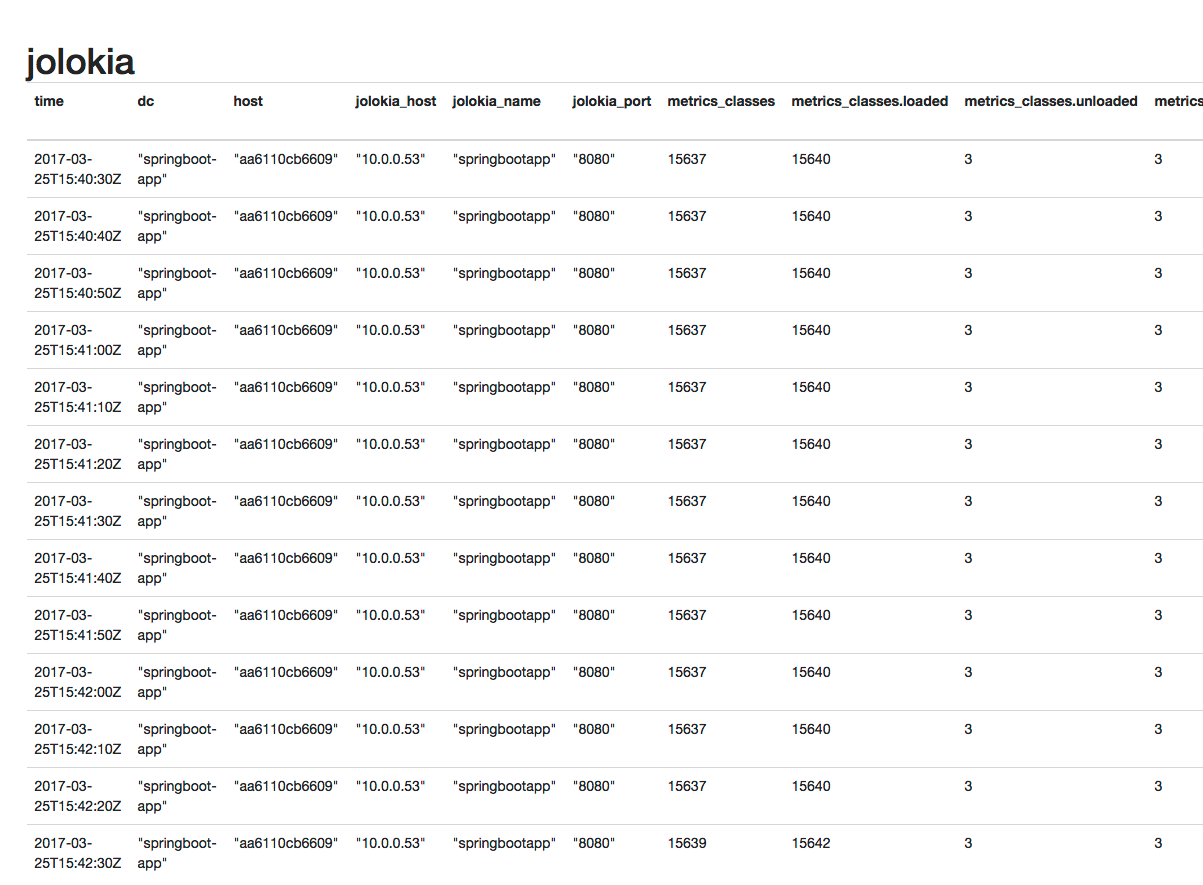 jolokia
time dc host jolokia_host jolokia_name jolokia_port metrics_classes metrics_classes.loaded metrics_classes.unloaded metrics
2017-03- "springboot- "aa6110cb6609" "10.0.0.53" "springbootapp" "8080" 15637 15640 3 3
25T15:40:30Z app"
2017-03- "springboot- "aa6110cb6609" "10.0.0.53" "springbootapp" "8080" 15637 15640 3 3
25T15:40:40Z app"
2017-03- "springboot- "aa6110cb6609" "10.0.0.53" "springbootapp" "8080" 15637 15640 3 3
25T15:40:50Z app"
2017-03- "springboot- "aa6110cb6609" "10.0.0.53" "springbootapp" "8080" 15637 15640 3 3
25T15:41:00Z app"
2017-03- "springboot- "aa6110cb6609" "10.0.0.53" "springbootapp" "8080" 15637 15640 3 3
25T15:41:10Z app"
2017-03- "springboot- "aa6110cb6609" "10.0.0.53" "springbootapp" "8080" 15637 15640 3 3
25T15:41:20Z app"
2017-03- "springboot- "aa6110cb6609" "10.0.0.53" "springbootapp" "8080" 15637 15640 3 3
25T15:41:30Z app"
2017-03- "springboot- "aa6110cb6609" "10.0.0.53" "springbootapp" "8080" 15637 15640 3 3
25T15:41:40Z app"
2017-03- "springboot- "aa6110cb6609" "10.0.0.53" "springbootapp" "8080" 15637 15640 3 3
25T15:41:50Z app"
2017-03- "springboot- "aa6110cb6609" "10.0.0.53" "springbootapp" "8080" 15637 15640 3 3
25T15:42:00Z app"
2017-03- "springboot- "aa6110cb6609" "10.0.0.53" "springbootapp" "8080" 15637 15640 3 3
25T15:42:10Z app"
2017-03- "springboot- "aa6110cb6609" "10.0.0.53" "springbootapp" "8080" 15637 15640 3 3
25T15:42:20Z app"
2017-03- "springboot- "aa6110cb6609" "10.0.0.53" "springbootapp" "8080" 15639 15642 3 3
25T15:42:30Z app"